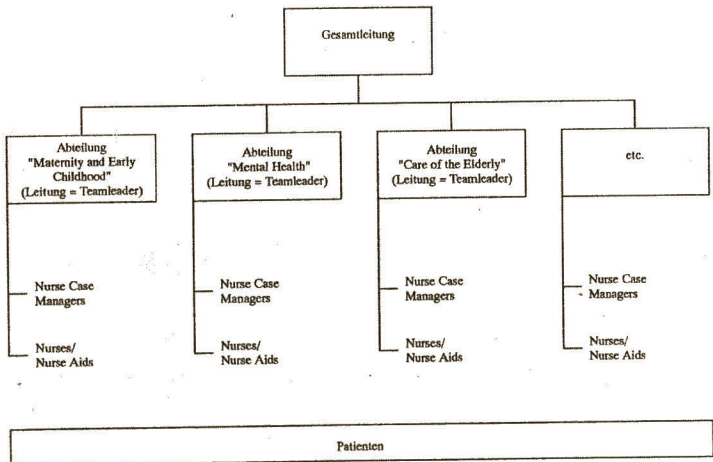 Gesamtleitung
Abteilung
"Maternity and Early
Childhood"
(Leitung = Teamleader)
Abteilung
"Mental Health"
(Leitung = Teamleader)
Abteilung
"Care of the Elderly"
(Leitung = Teamleader)
etc.
Nurse Case
Managers
Nurses/
Nurse Aids
Nurse Case
Managers
Nurses/
Nurse Aids
Nurse Case
Managers
Nurses/
Nurse Aids
Nurse Case
Managers
Nurses/
Nurse Aids
Patienten